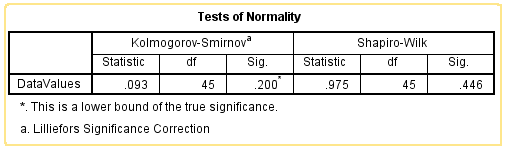 Tests of Normality
Kolmogorov-Smirnovᵃ Shapiro-Wilk
Statistic df Sig. Statistic df Sig.
DataValues .093 45 .200* .975 45 .446
*. This is a lower bound of the true significance.
a. Lilliefors Significance Correction